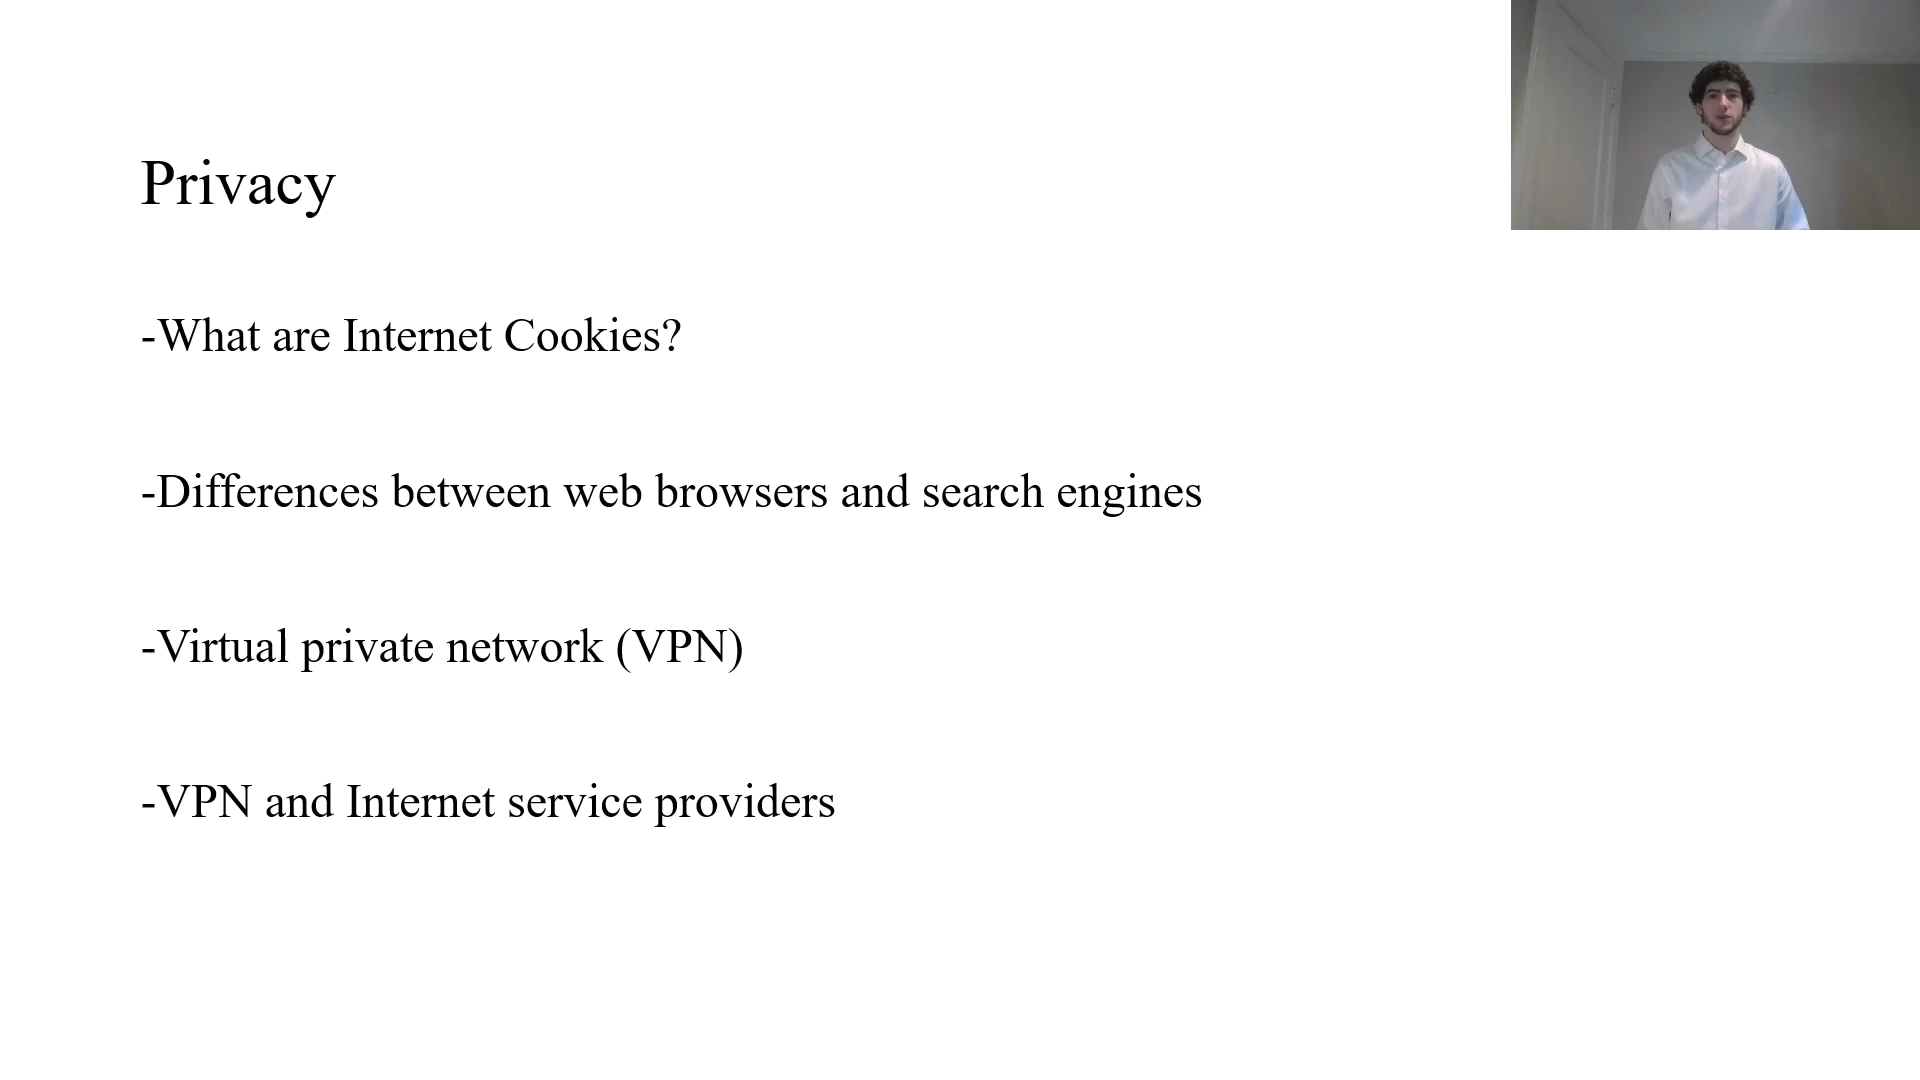 Privacy
-What are Internet Cookies?
-Differences between web browsers and search engines
-Virtual private network (VPN)
-VPN and Internet service providers